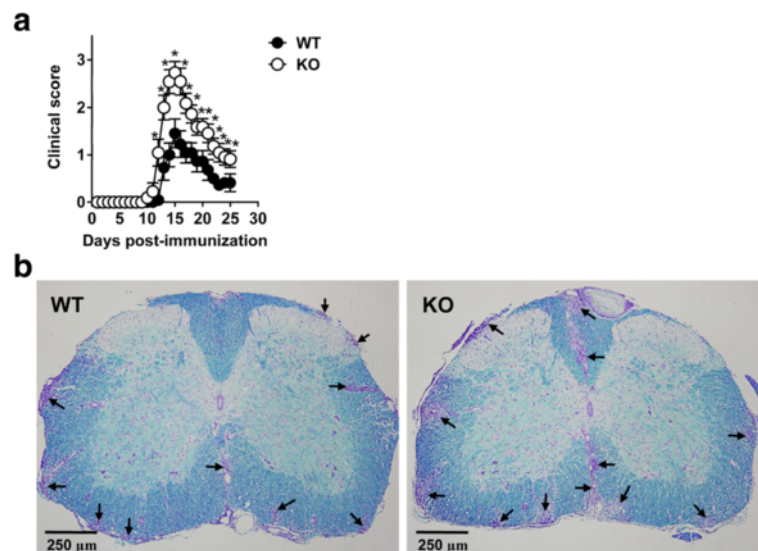 a
WT
KO
Clinical score
3
2
1
0
0 5 10 15 20 25 30
Days post-immunization
b
WT
250 µm
KO
250 µm